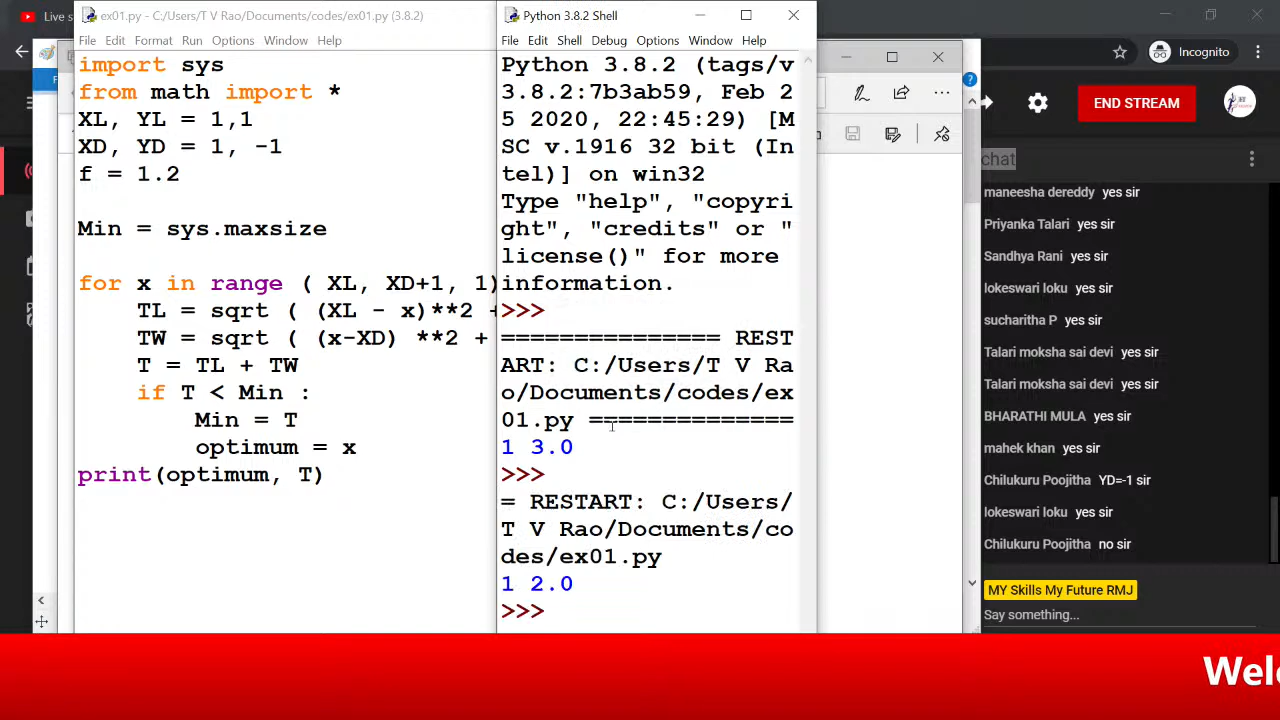 Live s
ex01.py - C:/Users/T V Rao/Documents/codes/ex01.py (3.8.2)
File Edit Format Run Options Window Help
import sys
from math import *
XL, YL = 1,1
XD, YD = 1, -1
f = 1.2
Min = sys.maxsize
for x in range ( XL, XD+1, 1)
TL = sqrt ( (XL - x)**2 +
TW = sqrt ( (x-XD) **2 +
T = TL + TW
if T < Min :
Min = T
optimum = x
print(optimum, T)
Python 3.8.2 Shell
File Edit Shell Debug Options Window Help
Python 3.8.2 (tags/v
3.8.2:7b3ab59, Feb 2
5 2020, 22:45:29) [M
SC v.1916 32 bit (In
tel)] on win32
Type "help", "copyri
ght", "credits" or "
license()" for more
information.
>>>
=============== REST
ART: C:/Users/T V Ra
o/Documents/codes/ex
01.py ==============
1 3.0
>>>
= RESTART: C:/Users/
T V Rao/Documents/co
des/ex01.py
1 2.0
>>>
Incognito
END STREAM
chat
maneesha dereddy yes sir
Priyanka Talari yes sir
Sandhya Rani yes sir
lokeswari loku yes sir
sucharitha P yes sir
Talari moksha sai devi yes sir
Talari moksha sai devi yes sir
BHARATHI MULA yes sir
mahek khan yes sir
Chilukuru Poojitha YD=-1 sir
lokeswari loku yes sir
Chilukuru Poojitha no sir
MY Skills My Future RMJ
Say something...
Welc